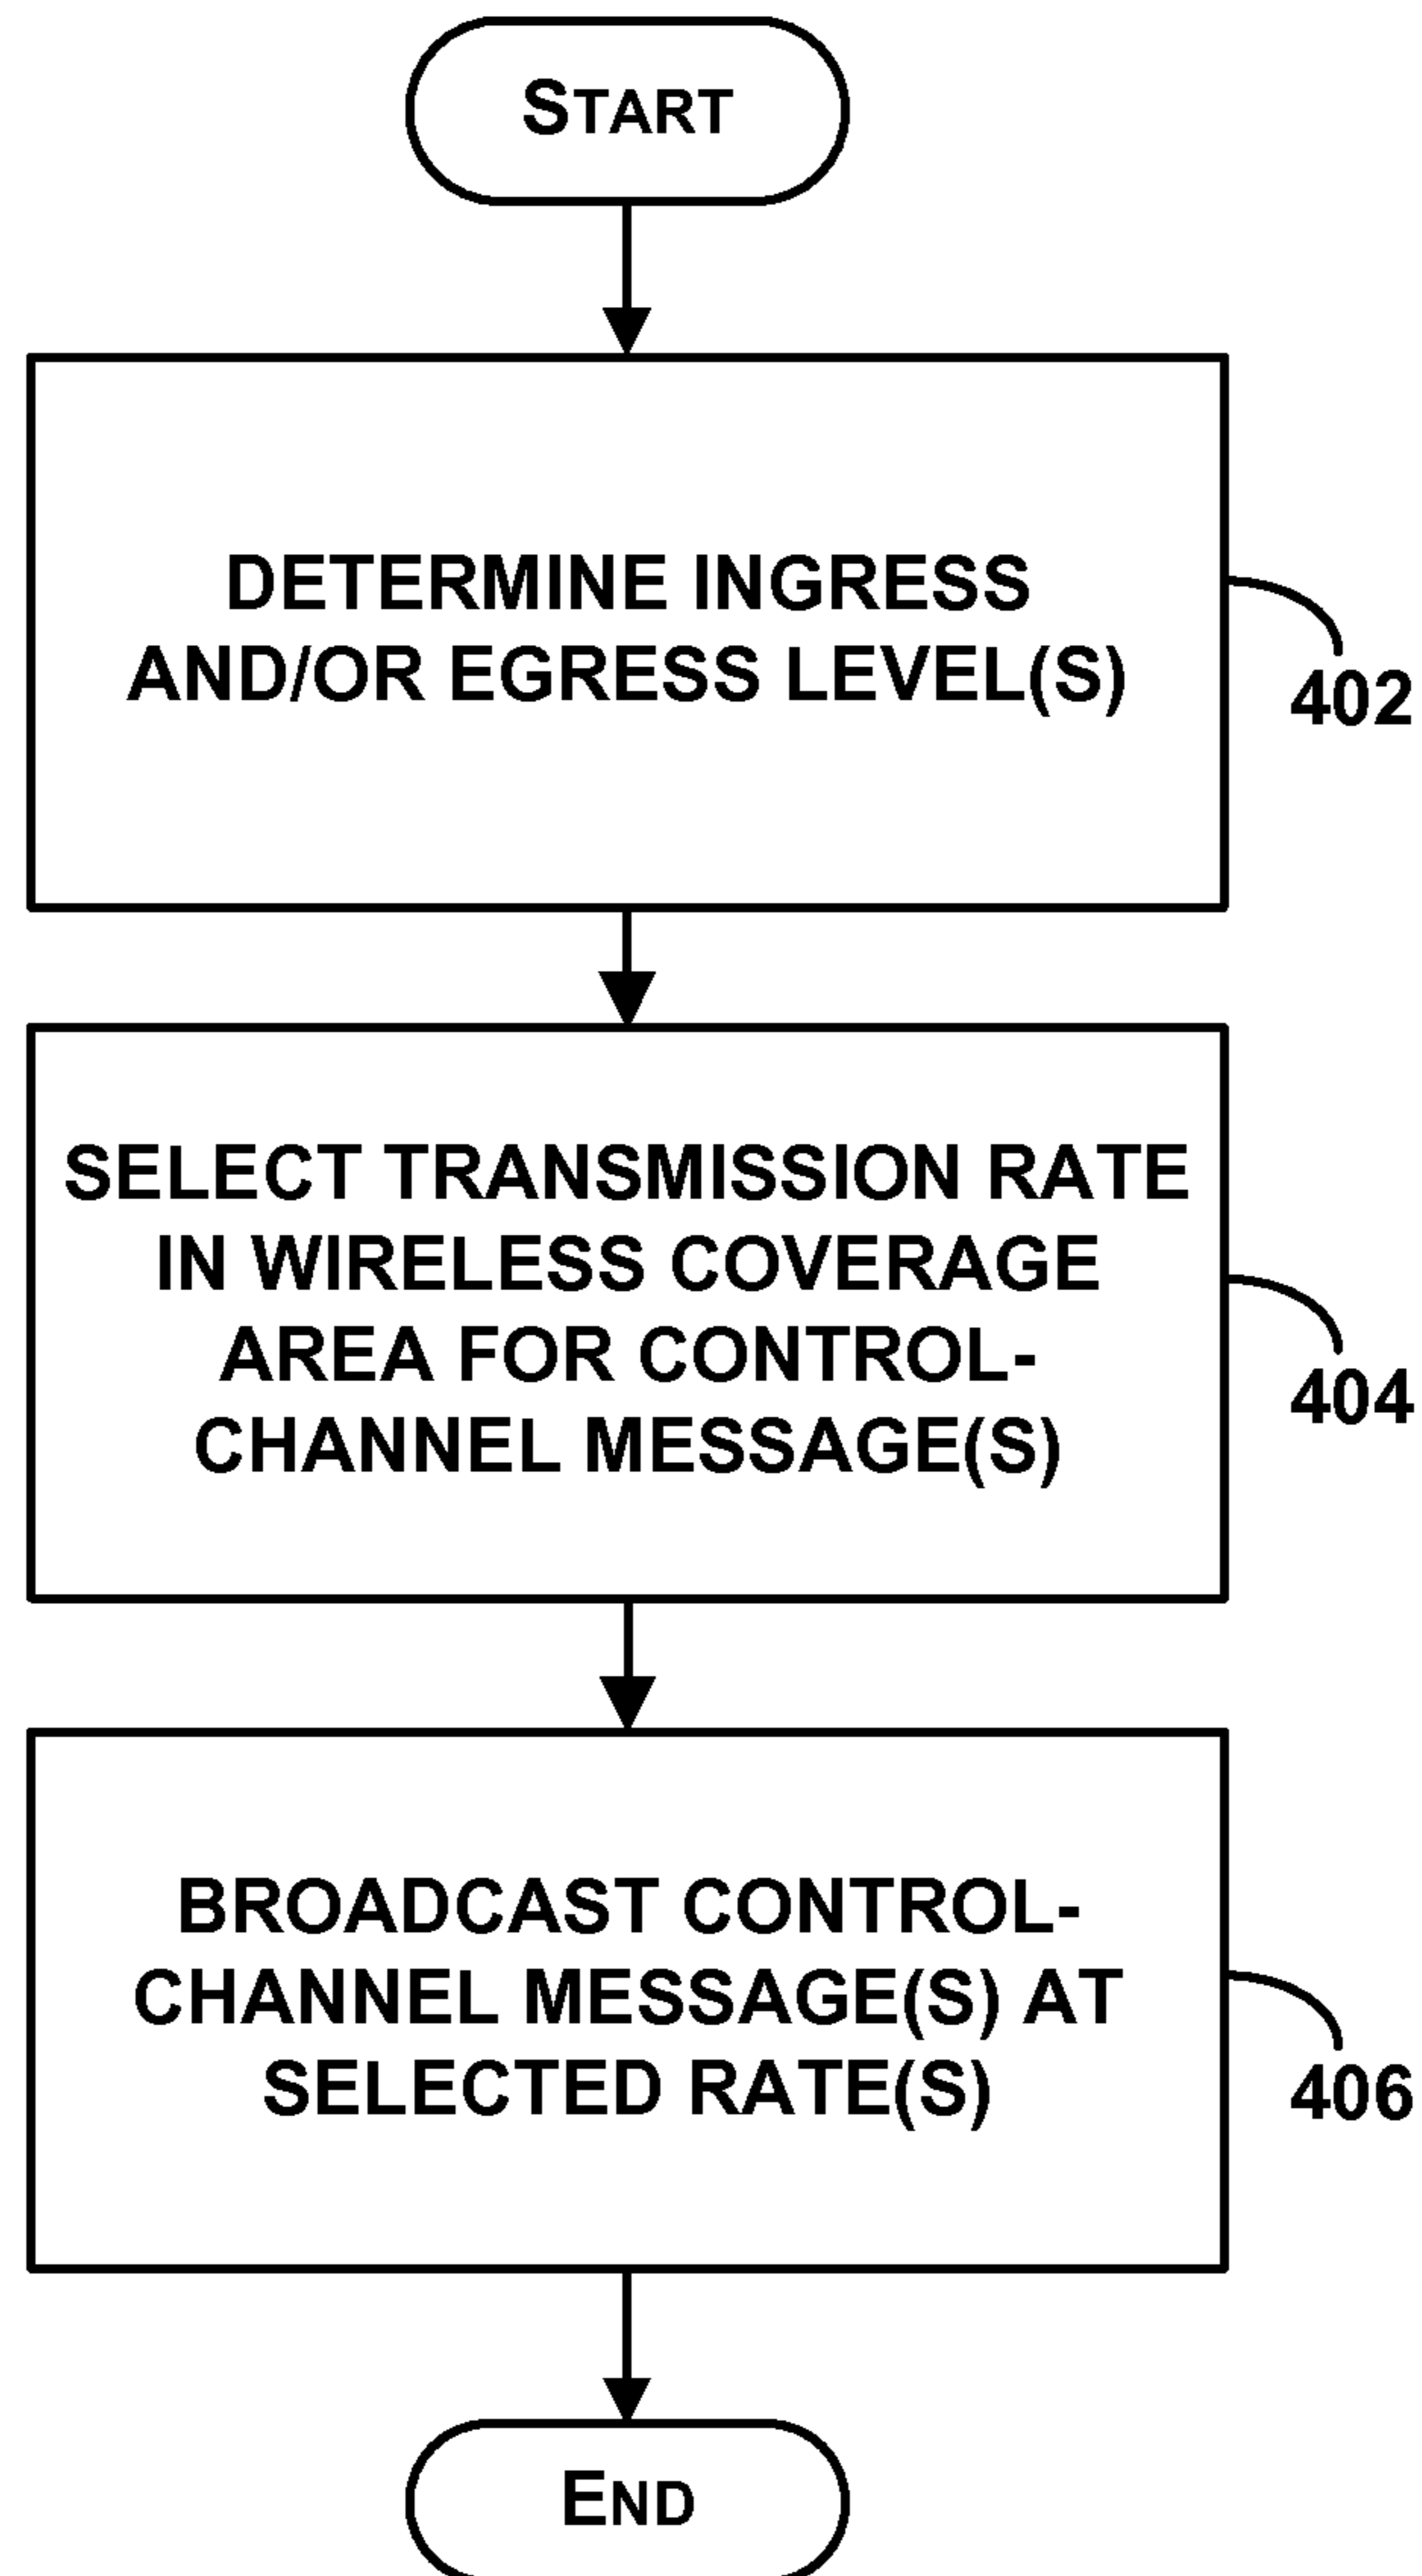 START
DETERMINE INGRESS
AND/OR EGRESS LEVEL(S)
402
SELECT TRANSMISSION RATE
IN WIRELESS COVERAGE
AREA FOR CONTROL-
CHANNEL MESSAGE(S)
404
BROADCAST CONTROL-
CHANNEL MESSAGE(S) AT
SELECTED RATE(S)
406
END